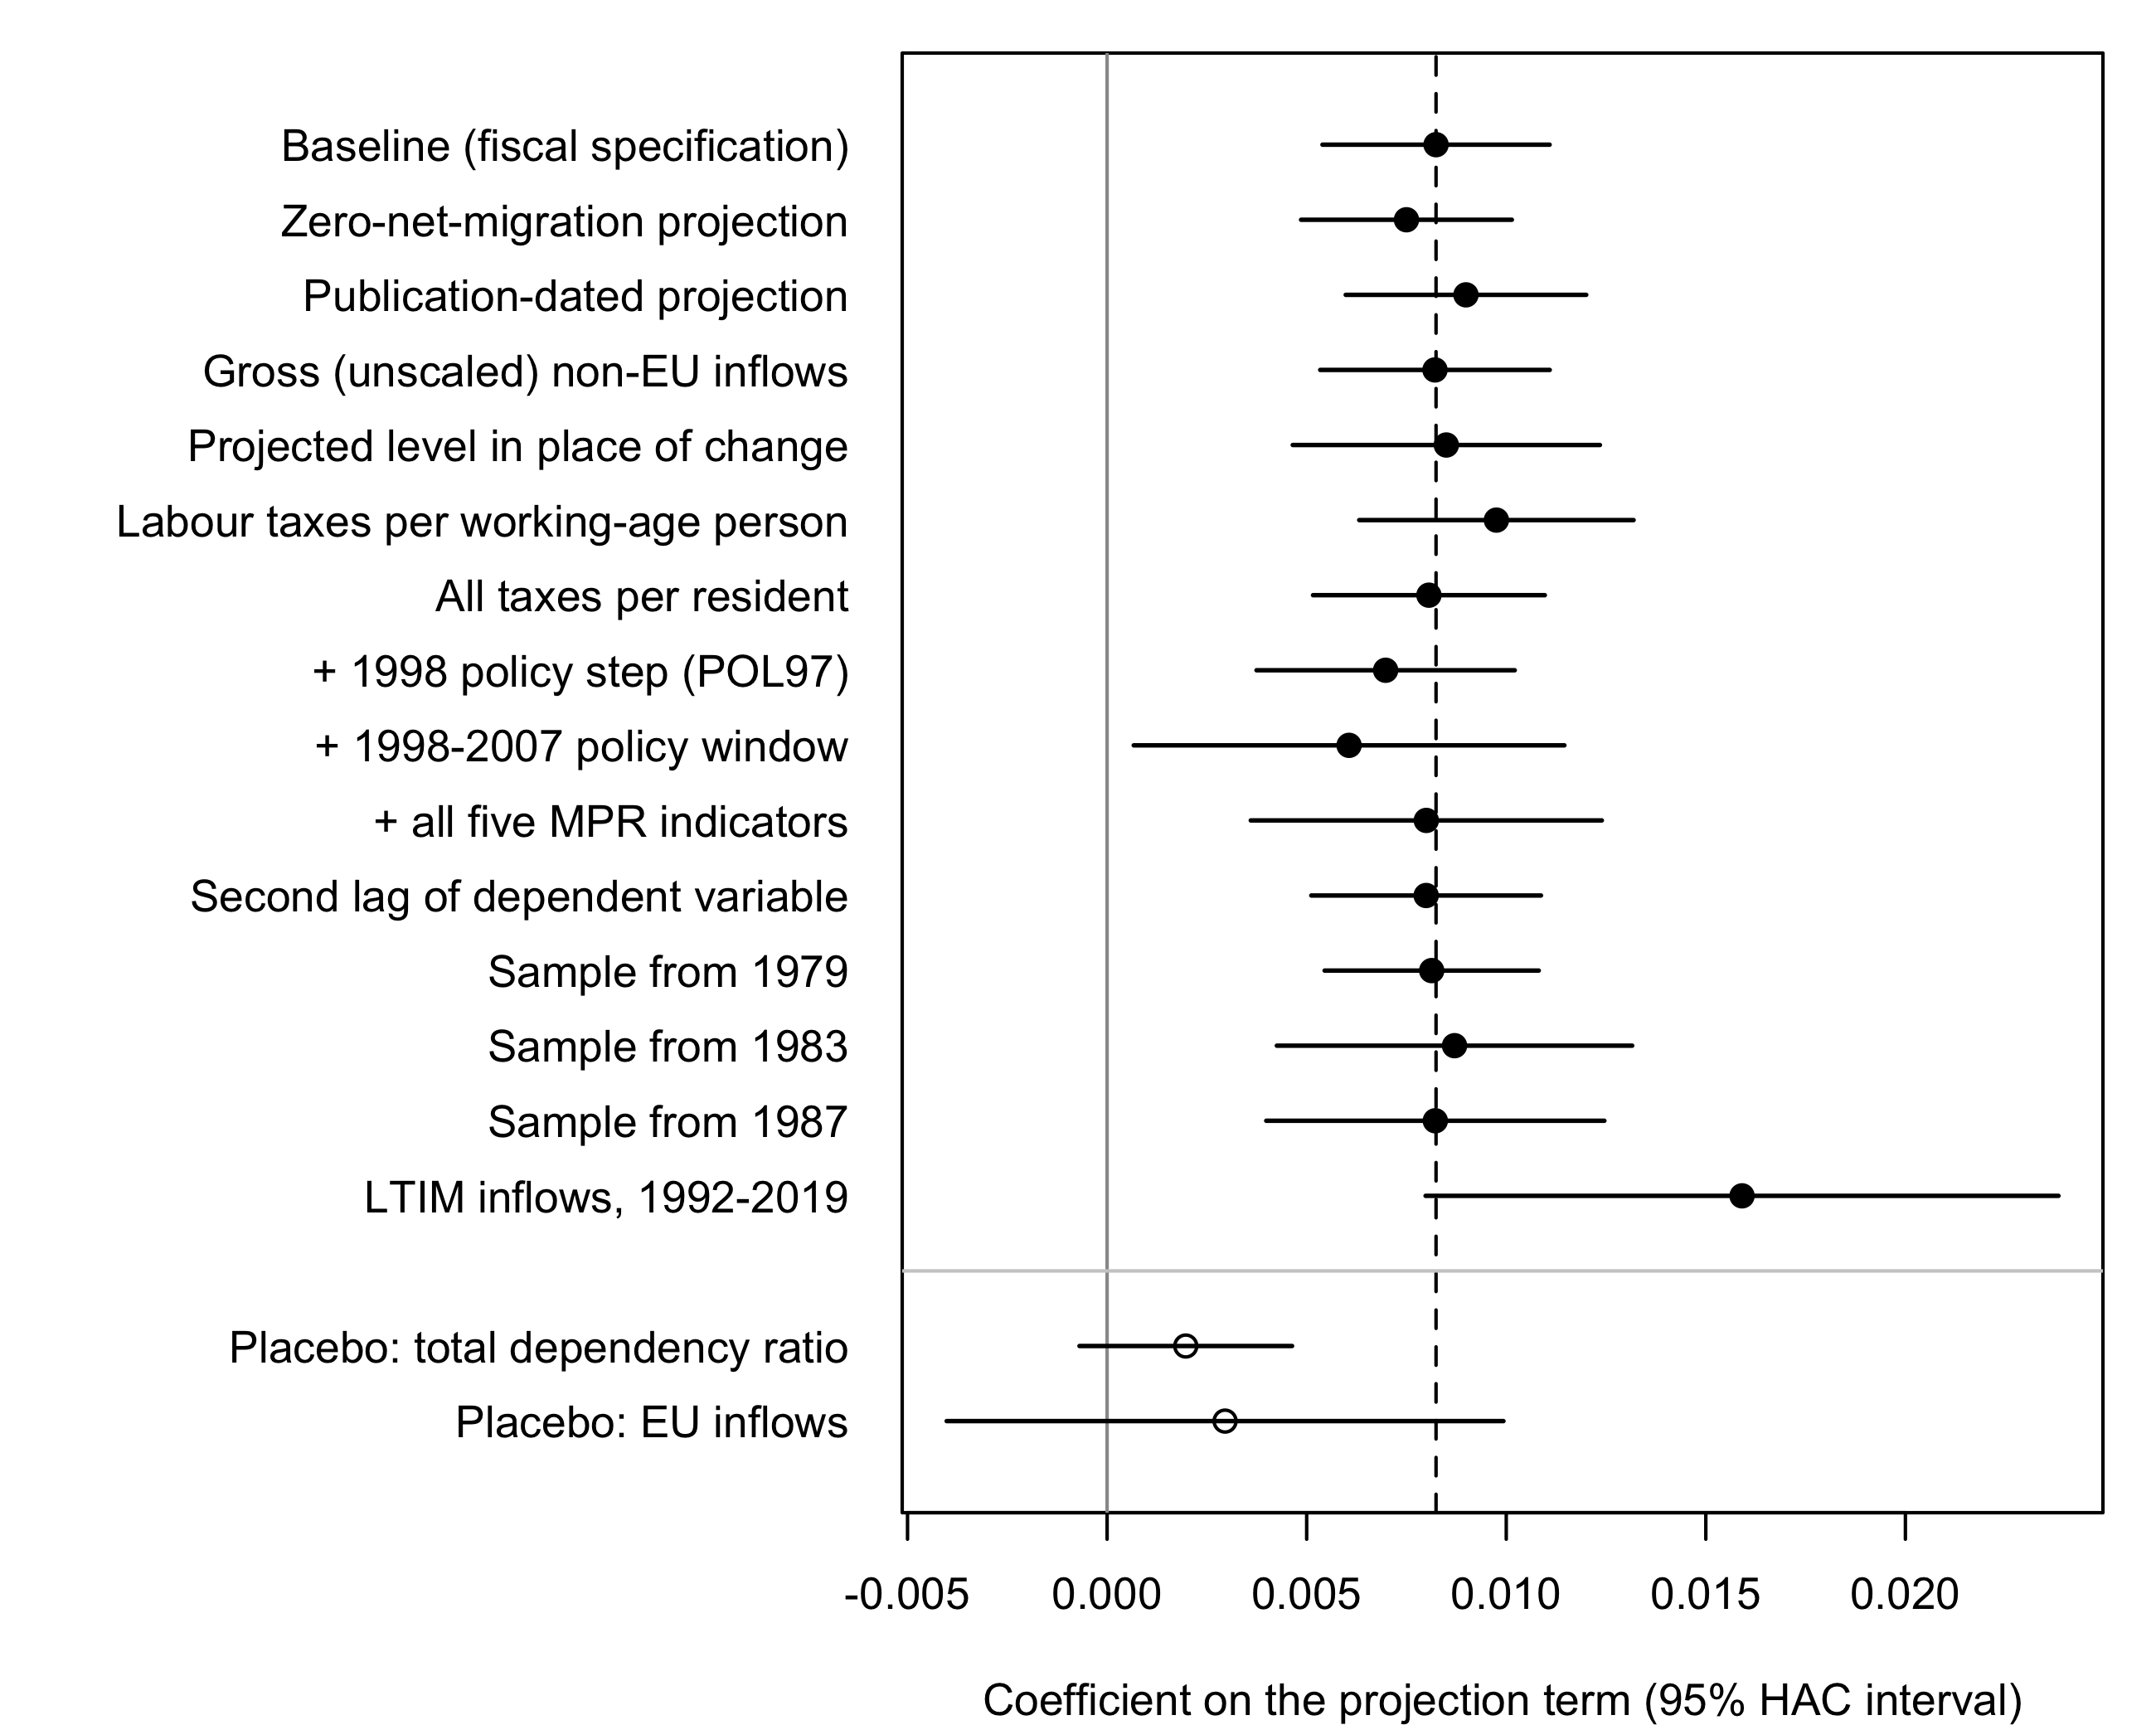 Baseline (fiscal specification)
Zero-net-migration projection
Publication-dated projection
Gross (unscaled) non-EU inflows
Projected level in place of change
Labour taxes per working-age person
All taxes per resident
+ 1998 policy step (POL97)
+ 1998-2007 policy window
+ all five MPR indicators
Second lag of dependent variable
Sample from 1979
Sample from 1983
Sample from 1987
LTIM inflows, 1992-2019
Placebo: total dependency ratio
Placebo: EU inflows
-0.005 0.000 0.005 0.010 0.015 0.020
Coefficient on the projection term (95% HAC interval)